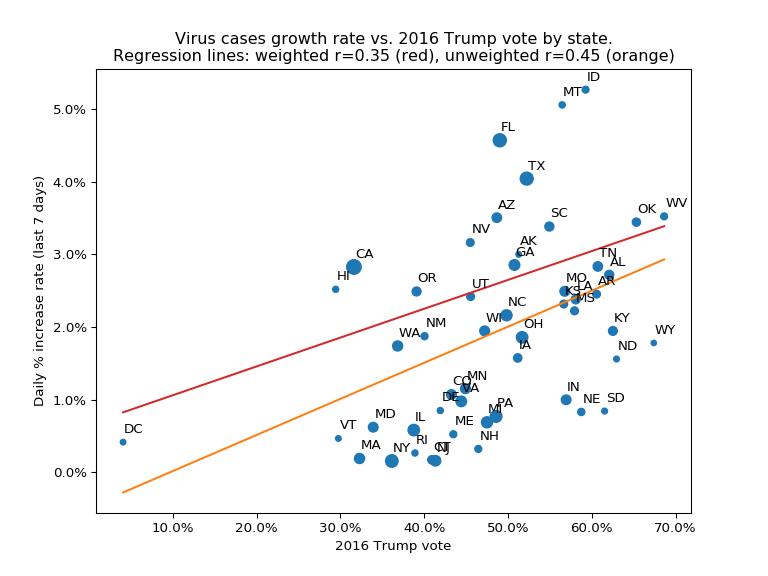 Virus cases growth rate vs. 2016 Trump vote by state.
Regression lines: weighted r=0.35 (red), unweighted r=0.45 (orange)
Daily % increase rate (last 7 days)
5.0%
4.0%
3.0%
2.0%
1.0%
0.0%
ID
MT
FL
TX
WV
AZ
SC
OK
NV
AK
GA
CA
TN
AL
HI
OR
UT
MO
LA
AR
KS
MS
NC
WA
NM
WI
OH
KY
WY
IA
ND
CO
MN
VA
DE
IN
NE
SD
DC
VT
MD
IL
ME
MI
PA
MA
NY
RI
CT
NJ
NH
10.0%
20.0%
30.0%
40.0%
50.0%
60.0%
70.0%
2016 Trump vote